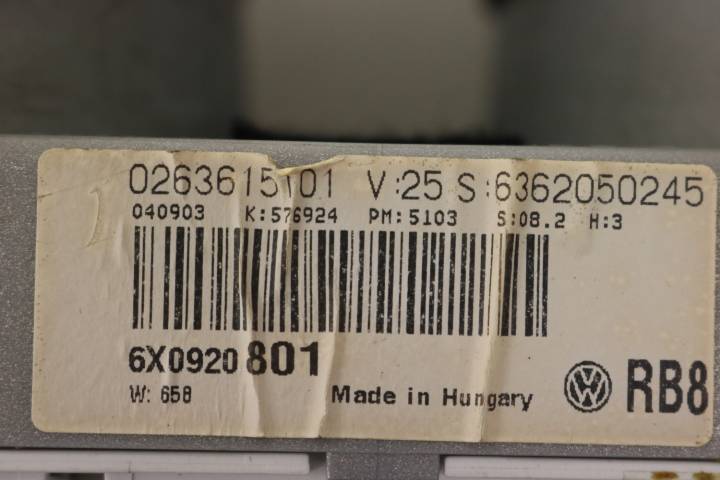 0263615101 V:25 S:6362050245
040903 K:576924 PM:5103 S:08.2 H:3
6X0920801
W: 658 Made in Hungary RB8